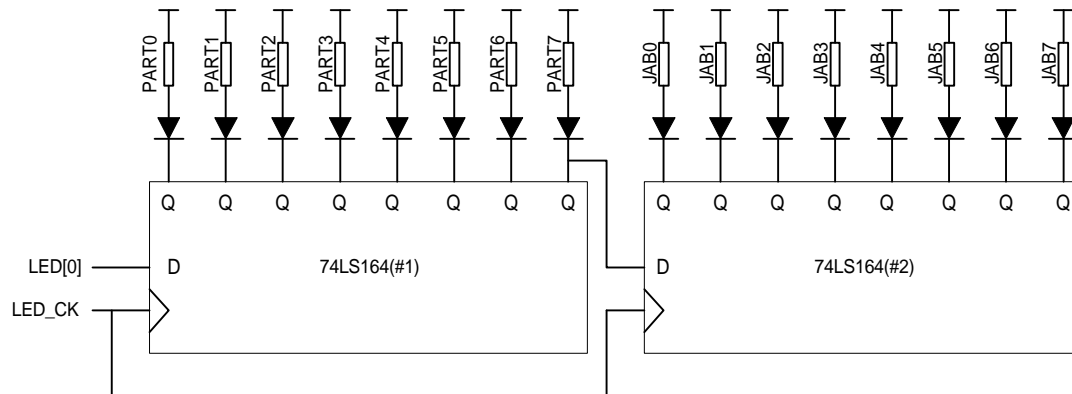 PART0 PART1 PART2 PART3 PART4 PART5 PART6 PART7 JAB0 JAB1 JAB2 JAB3 JAB4 JAB5 JAB6 JAB7
Q Q Q Q Q Q Q Q Q Q Q Q Q Q Q Q
LED[0] D 74LS164(#1) D 74LS164(#2)
LED_CK